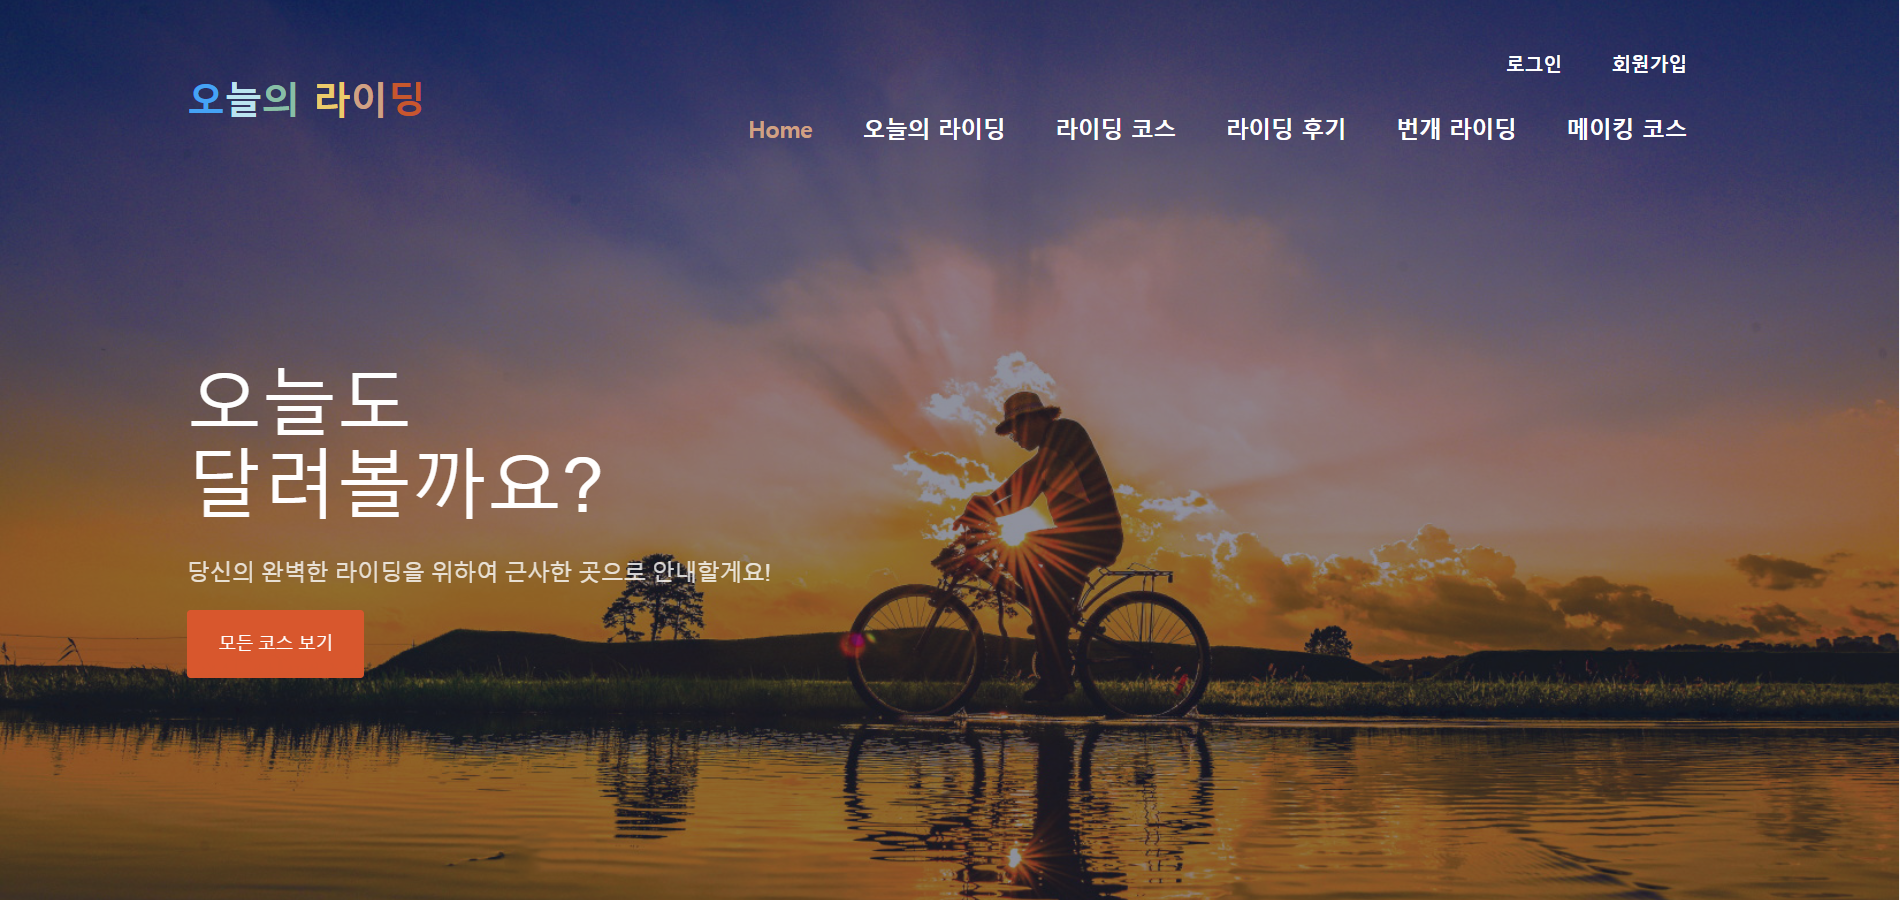 로그인 회원가입
오늘의 라이딩
Home 오늘의 라이딩 라이딩 코스 라이딩 후기 번개 라이딩 메이킹 코스
오늘도
달려볼까요?
당신의 완벽한 라이딩을 위하여 근사한 곳으로 안내할게요!
모든 코스 보기